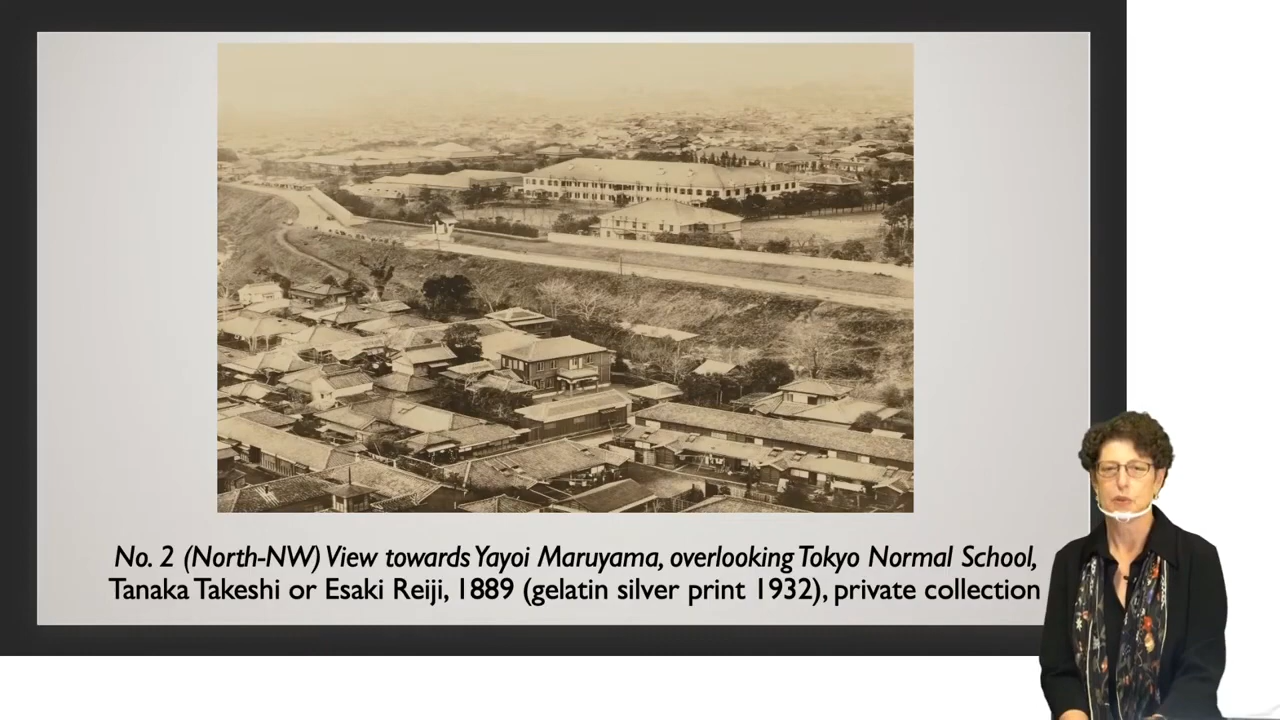 No. 2 (North-NW) View towards Yayoi Maruyama, overlooking Tokyo Normal School,
Tanaka Takeshi or Esaki Reiji, 1889 (gelatin silver print 1932), private collection